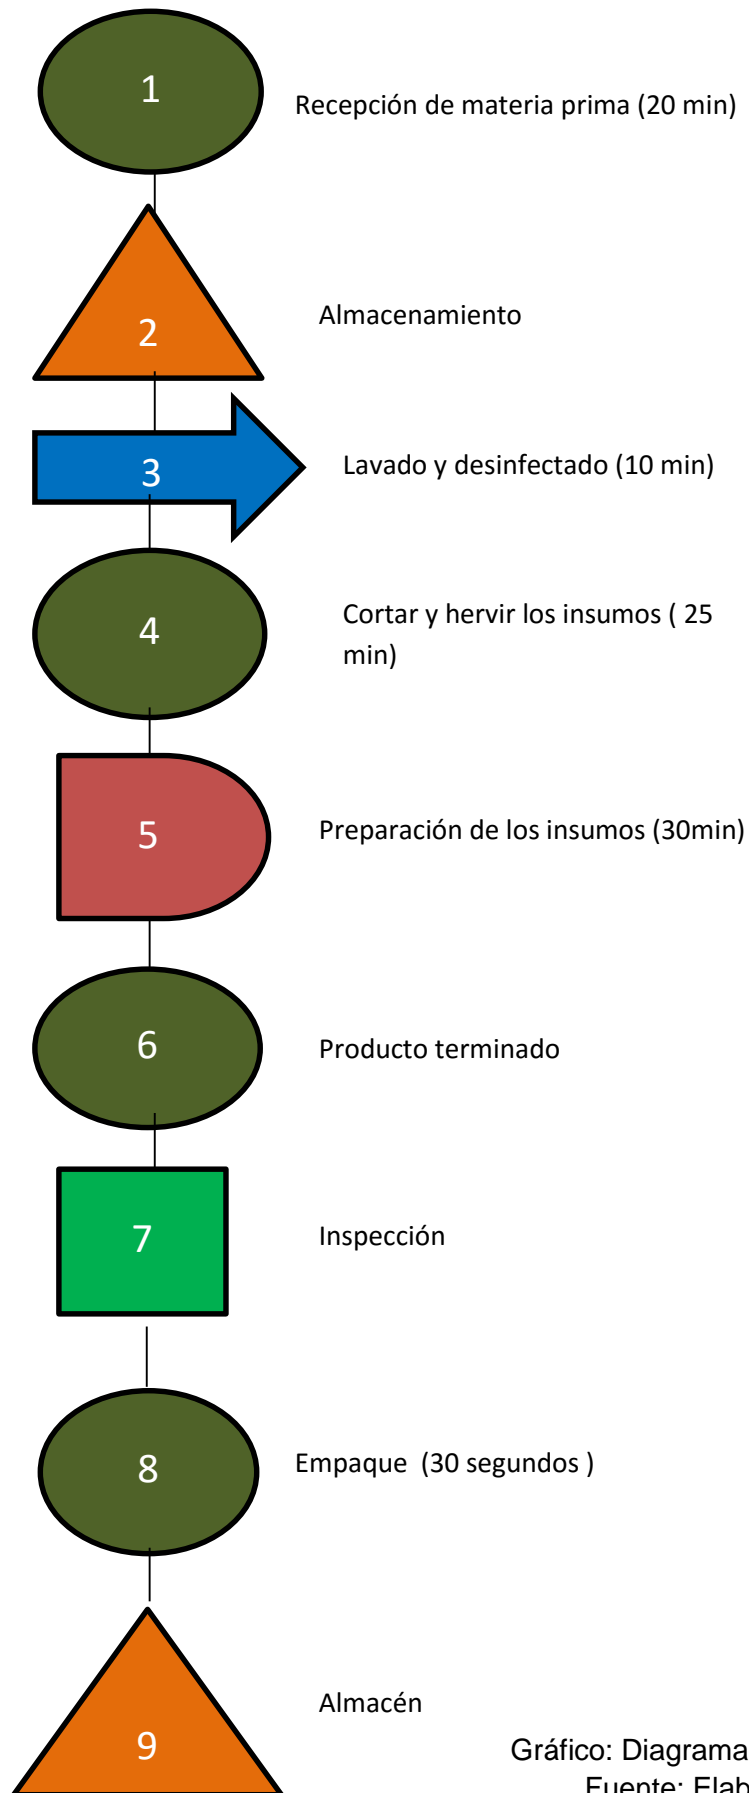 1
Recepción de materia prima (20 min)
2
Almacenamiento
3
Lavado y desinfectado (10 min)
4
Cortar y hervir los insumos ( 25
min)
5
Preparación de los insumos (30min)
6
Producto terminado
7
Inspección
8
Empaque  (30 segundos )
9
Almacén
Gráfico: Diagrama
Fuente: